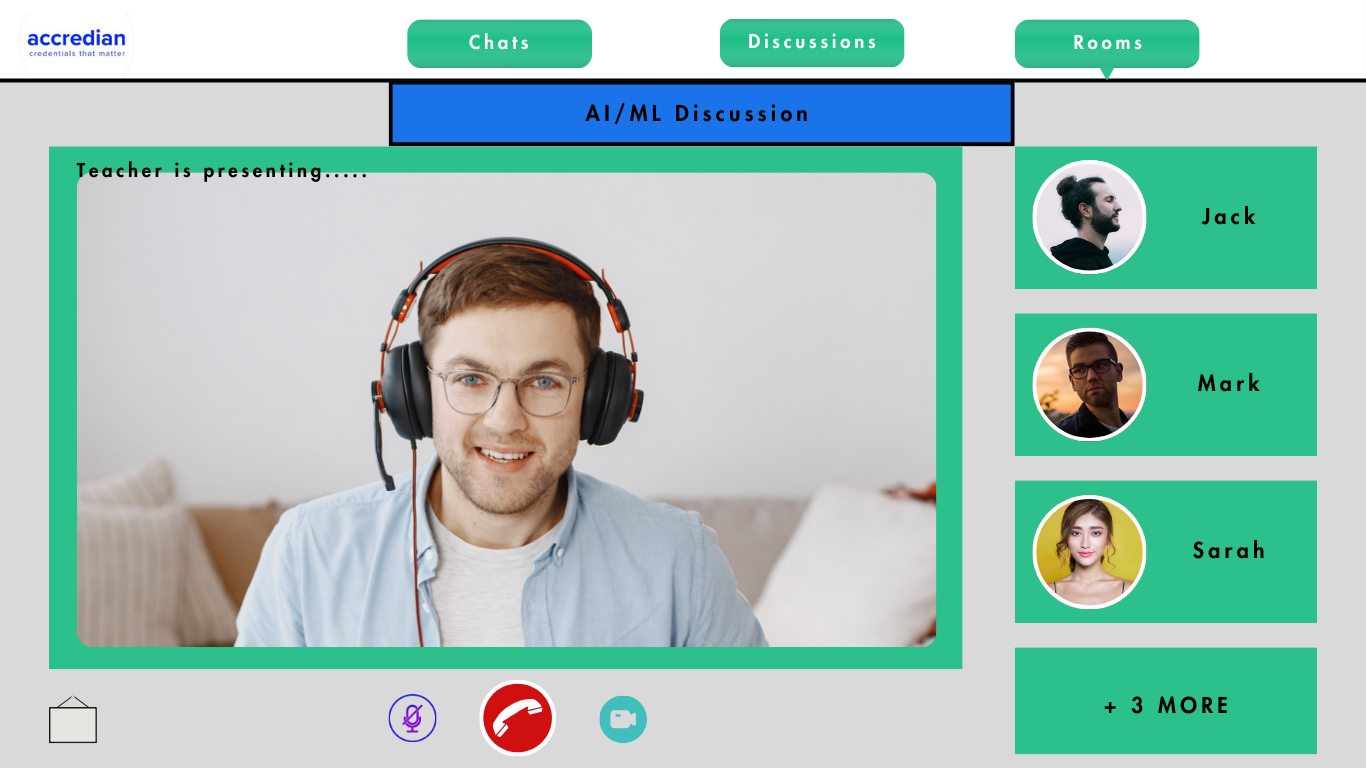 accredian
credentials that matter
Chats
Discussions
Rooms
AI/ML Discussion
Teacher is presenting.....
Jack
Mark
Sarah
+ 3 MORE